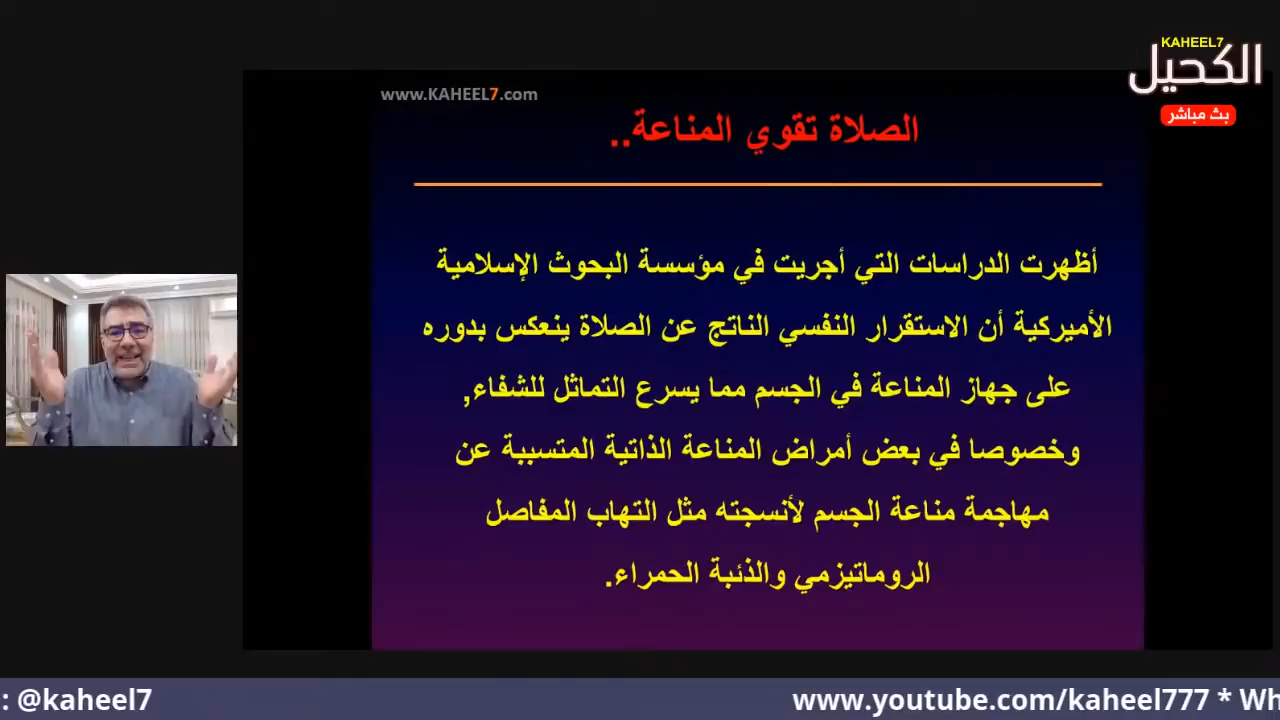 KAHEEL7
الكحيل
بث مباشر
www.KAHEEL7.com
الصلاة تقوي المناعة..
أظهرت الدراسات التي أجريت في مؤسسة البحوث الإسلامية
الأميركية أن الاستقرار النفسي الناتج عن الصلاة ينعكس بدوره
على جهاز المناعة في الجسم مما يسرع التماثل للشفاء,
وخصوصا في بعض أمراض المناعة الذاتية المتسببة عن
مهاجمة مناعة الجسم لأنسجته مثل التهاب المفاصل
الروماتيزمي والذئبة الحمراء.
: @kaheel7 www.youtube.com/kaheel777 * Wh